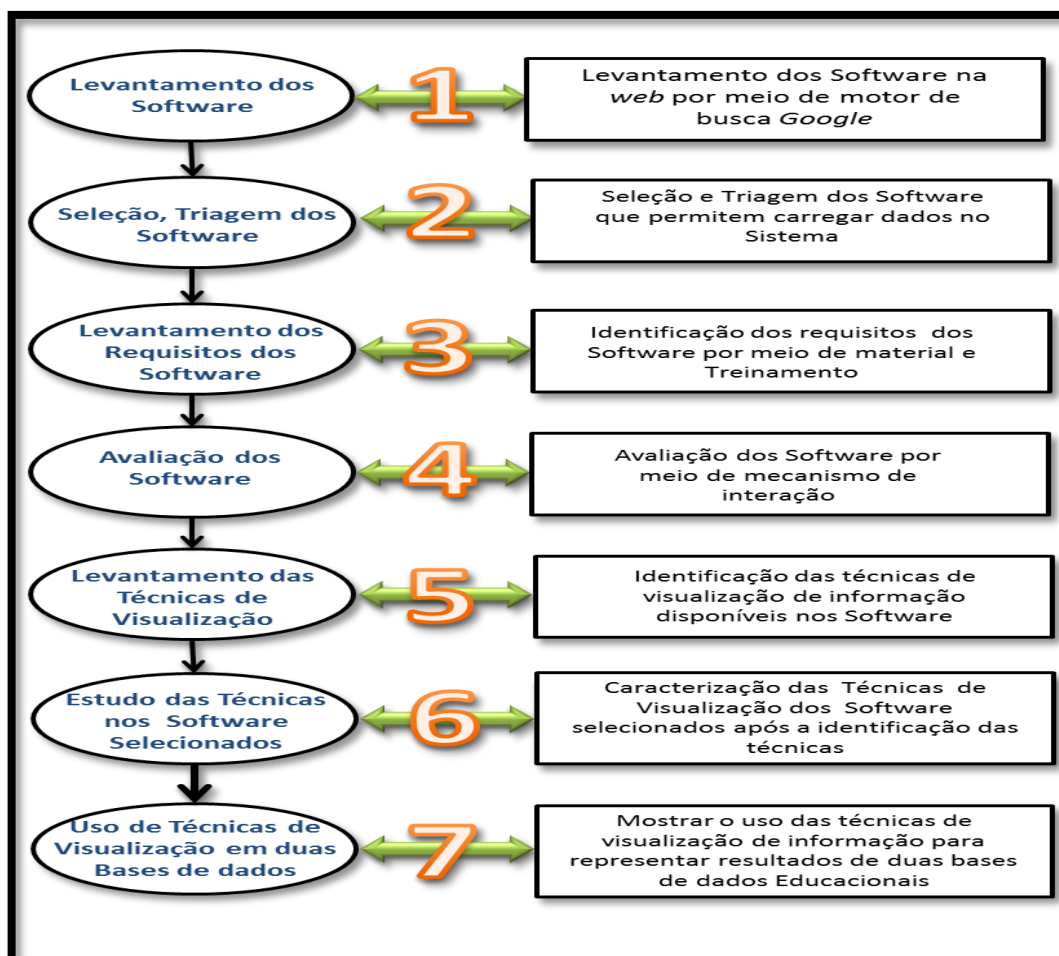 Levantamento dos
Software
1
Levantamento dos Software na
web por meio de motor de
busca Google
Seleção, Triagem dos
Software
2
Seleção e Triagem dos Software
que permitem carregar dados no
Sistema
Levantamento dos
Requisitos dos
Software
3
Identificação dos requisitos dos
Software por meio de material e
Treinamento
Avaliação dos
Software
4
Avaliação dos Software por
meio de mecanismo de
interação
Levantamento das
Técnicas de
Visualização
5
Identificação das técnicas de
visualização de informação
disponíveis nos Software
Estudo das Técnicas
nos Software
Selecionados
6
Caracterização das Técnicas de
Visualização dos Software
selecionados após a identificação das
técnicas
Uso de Técnicas de
Visualização em duas
Bases de dados
7
Mostrar o uso das técnicas de
visualização de informação para
representar resultados de duas bases
de dados Educacionais